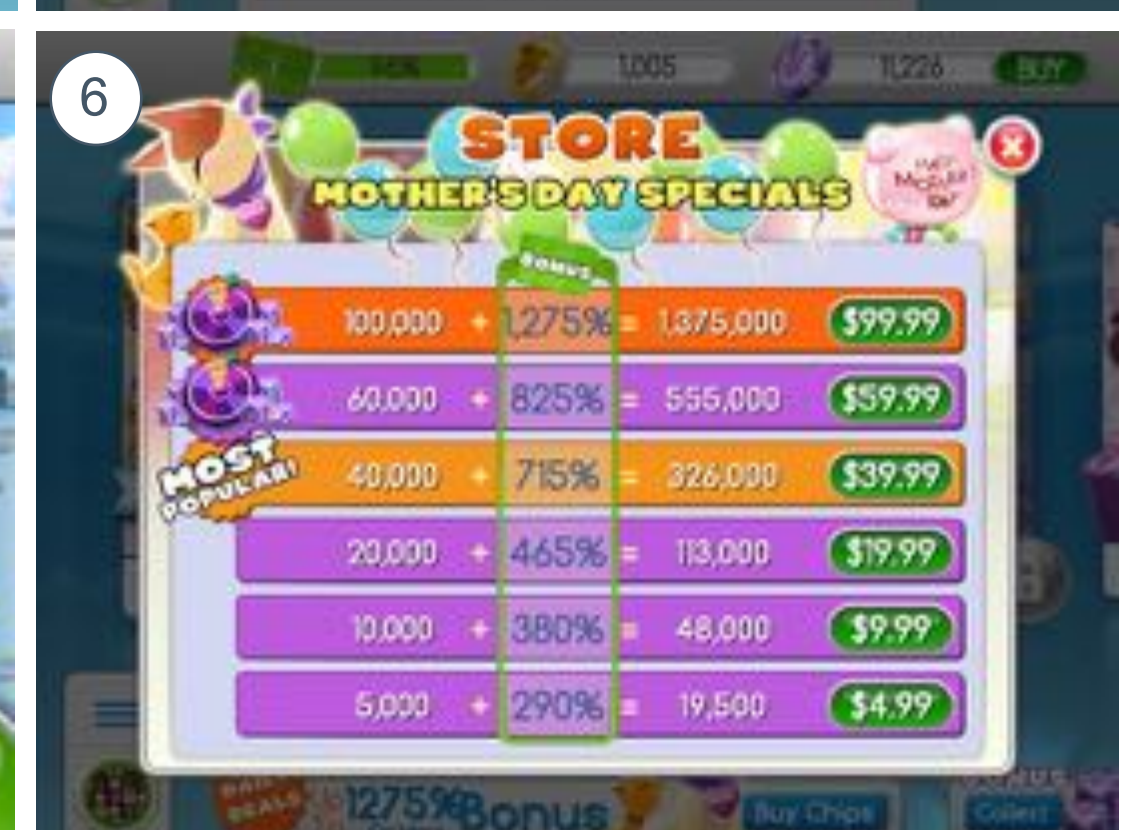 6
1,005
11,226 BUY
STORE
MOTHER'S DAY SPECIALS
BONUS
100,000 + 1,275% = 1,375,000 $99.99
60,000 + 825% = 555,000 $59.99
MOST
POPULAR!
40,000 + 715% = 326,000 $39.99
20,000 + 465% = 113,000 $19.99
10,000 + 380% = 48,000 $9.99
5,000 + 290% = 19,500 $4.99
DEALS
1275% Bonus
Buy Chips
Collect